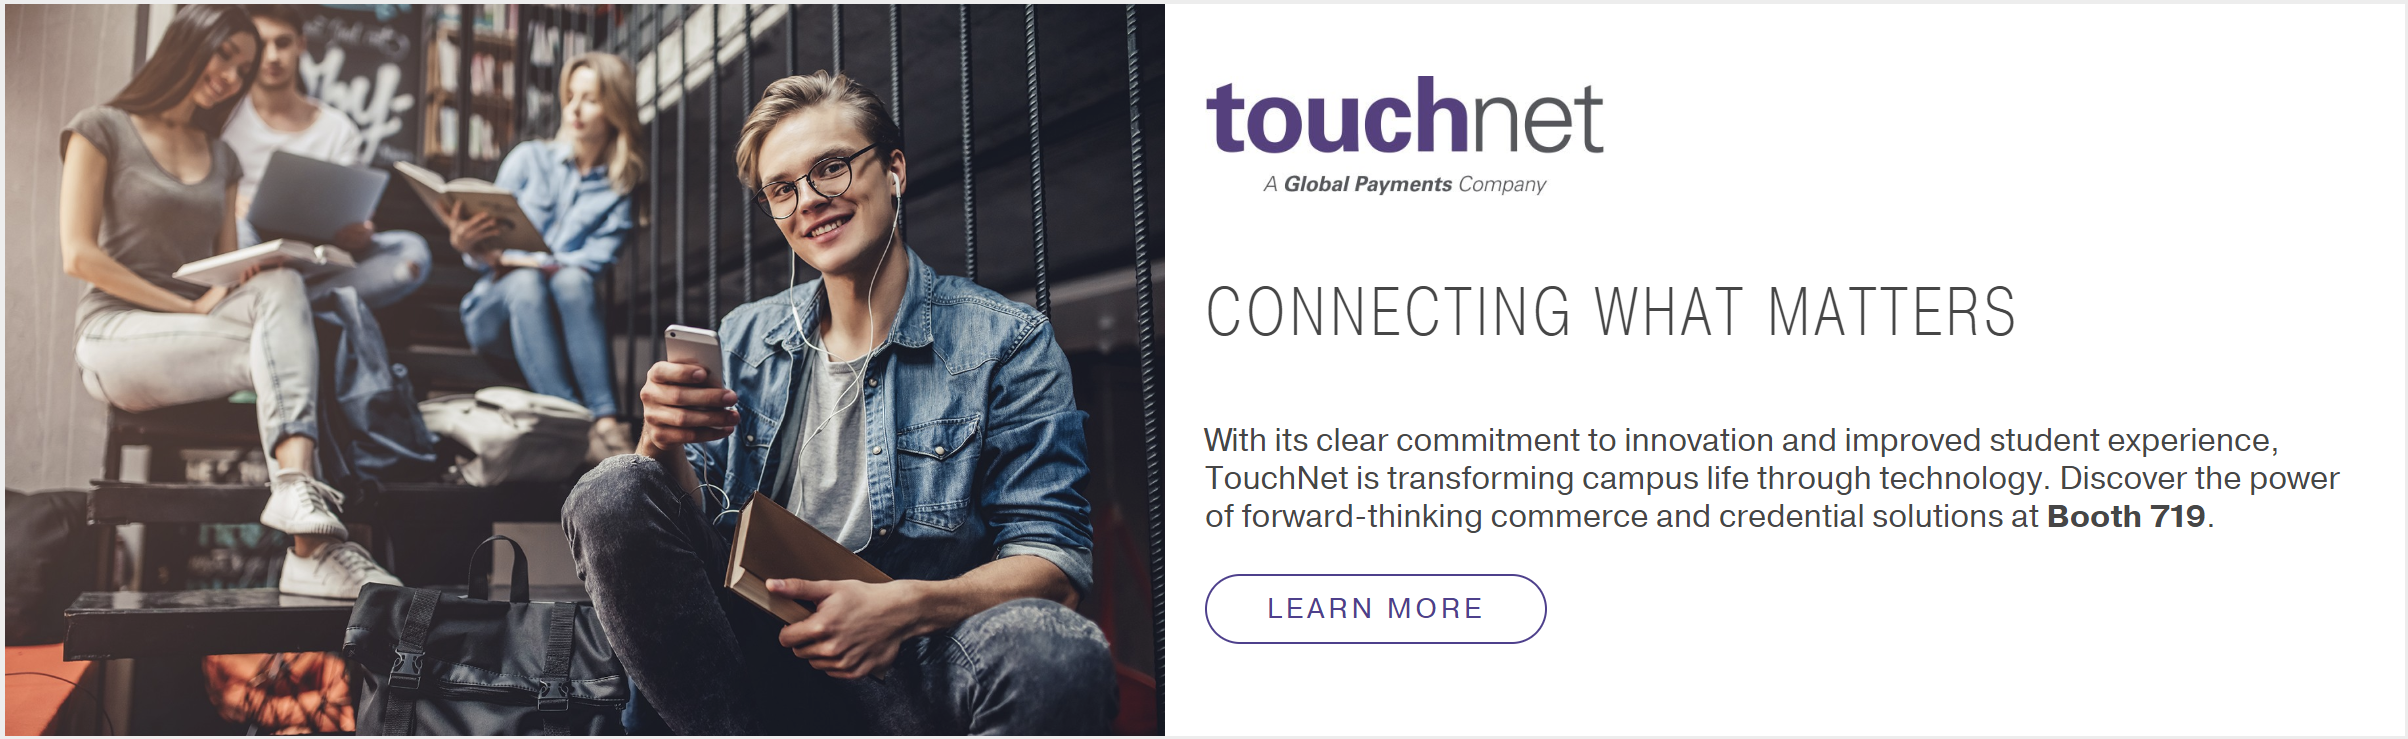 touchnet
A Global Payments Company
CONNECTING WHAT MATTERS
With its clear commitment to innovation and improved student experience,
TouchNet is transforming campus life through technology. Discover the power
of forward-thinking commerce and credential solutions at Booth 719.
LEARN MORE